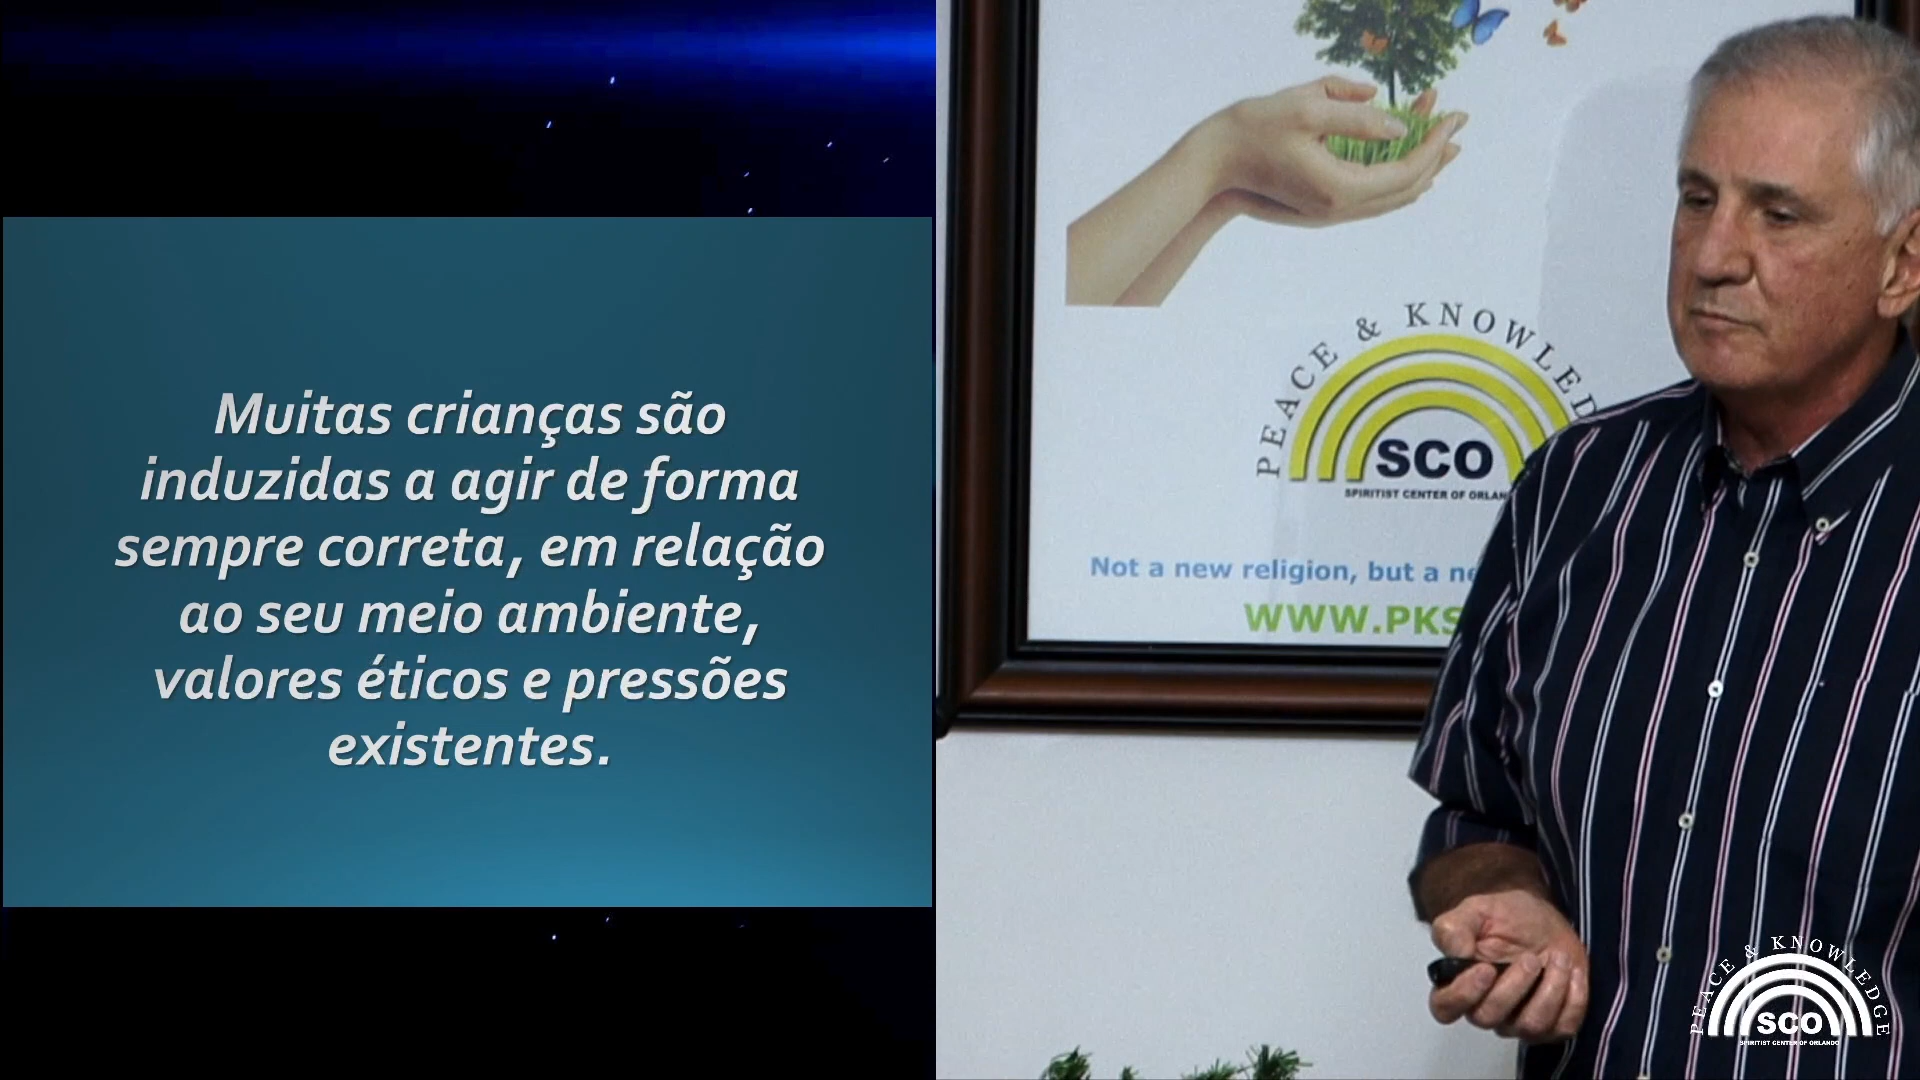 Muitas crianças são
induzidas a agir de forma
sempre correta, em relação
ao seu meio ambiente,
valores éticos e pressões
existentes.
PEACE & KNOWLED
SCO
SPIRITIST CENTER OF ORLAN
Not a new religion, but a ne
WWW.PKS
PEACE & KNOWLEDGE
SCO
SPIRITIST CENTER OF ORLANDO